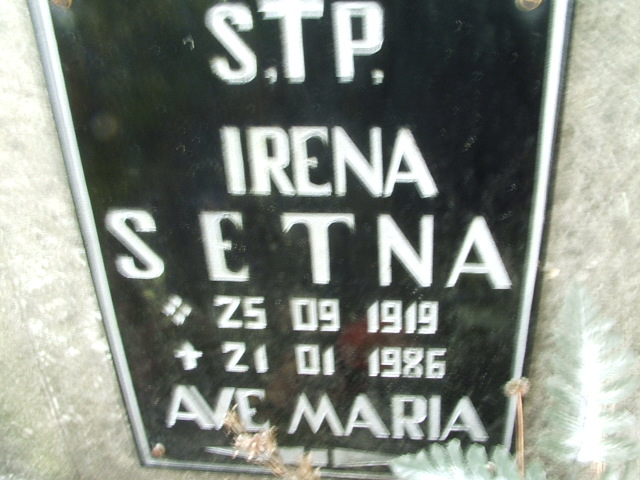 S.T.P.
IRENA
SETNA
25 09 1919
21 01 1986
AVE MARIA